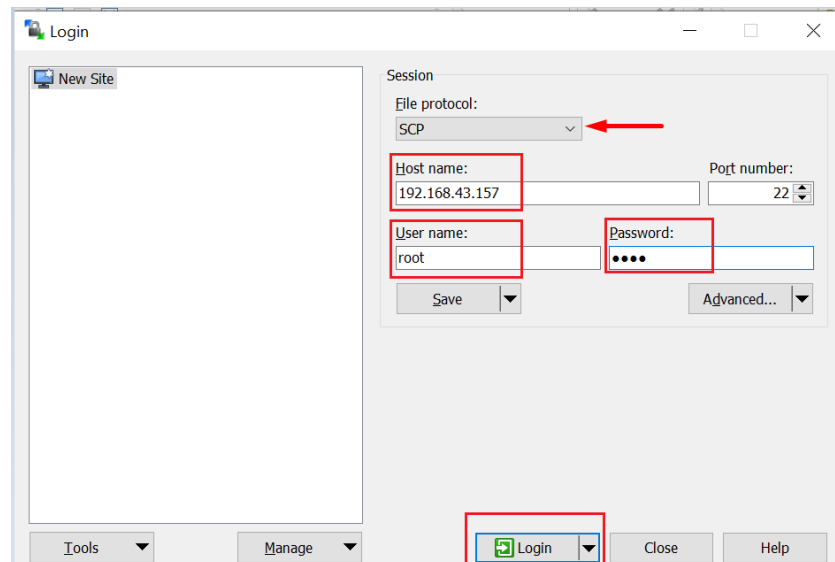 Login
New Site
Session
File protocol:
SCP
Host name: Port number:
192.168.43.157 22
User name: Password:
root ••••
Save Advanced...
Tools Manage Login Close Help